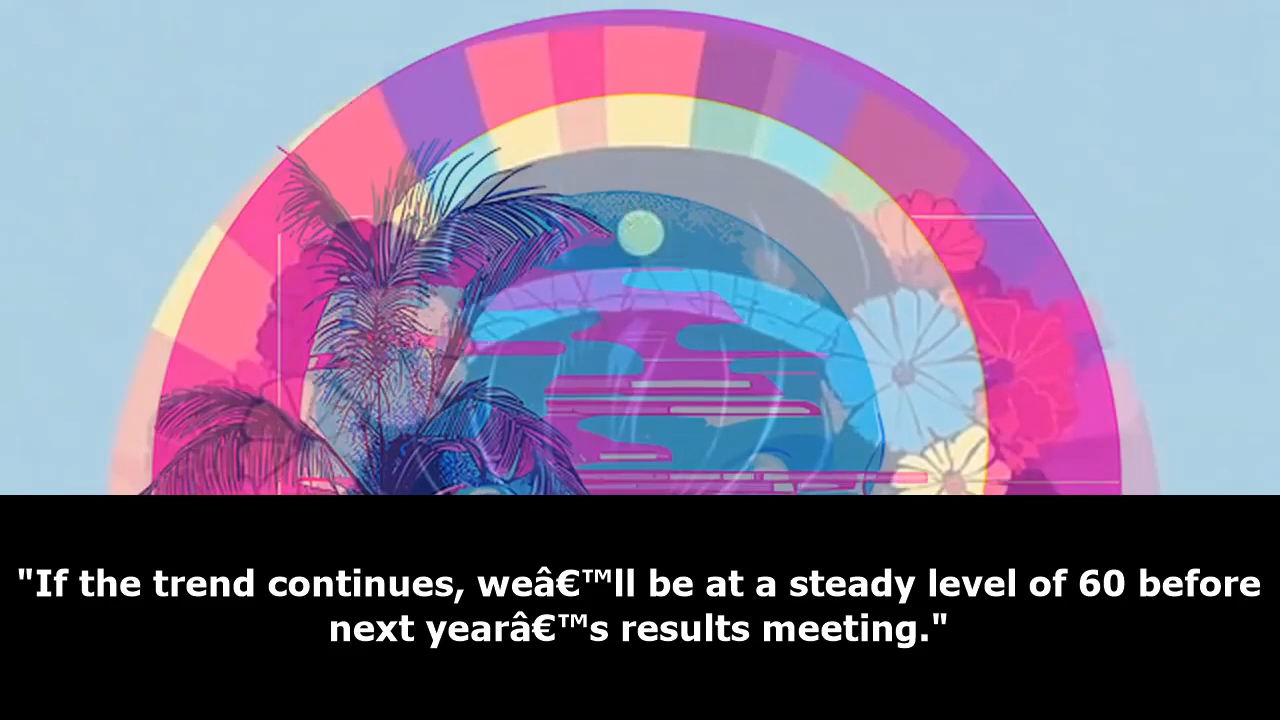 "If the trend continues, weâ€™ll be at a steady level of 60 before
next yearâ€™s results meeting."